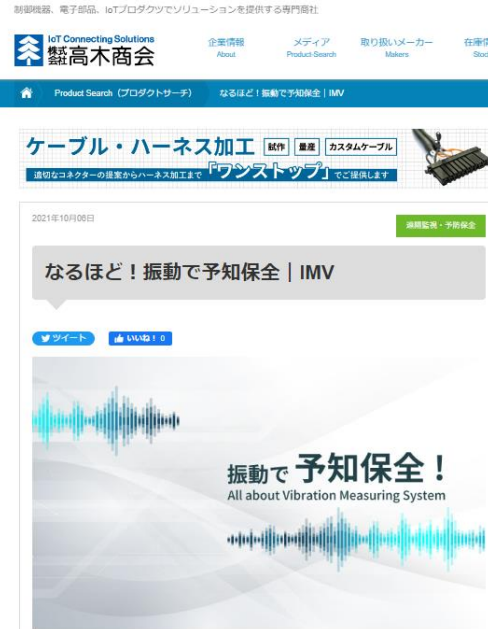 制御機器、電子部品、IoTプロダクツでソリューションを提供する専門商社
IoT Connecting Solutions
株式会社高木商会
企業情報
About
メディア
Product-Search
取り扱いメーカー
Makers
在庫情
Stoc
Product Search（プロダクトサーチ） なるほど！振動で予知保全｜IMV
ケーブル・ハーネス加工 試作 量産 カスタムケーブル
適切なコネクターの提案からハーネス加工まで「ワンストップ」でご提供します
2021年10月06日
遠隔監視・予防保全
なるほど！振動で予知保全｜IMV
ツイート
いいね！ 0
振動で予知保全！
All about Vibration Measuring System